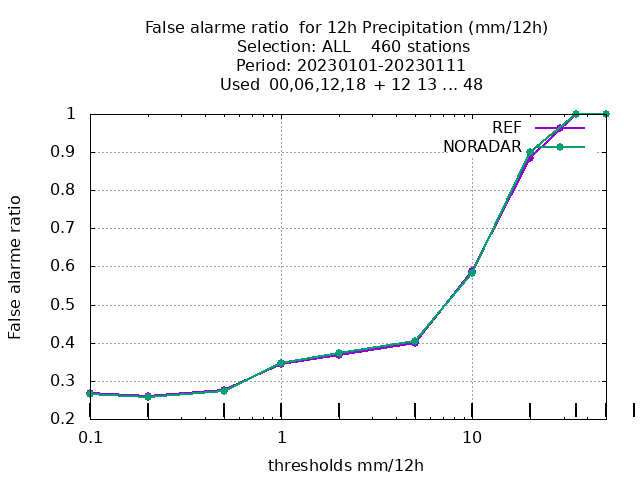 False alarme ratio  for 12h Precipitation (mm/12h)
Selection: ALL    460 stations
Period: 20230101-20230111
Used  00,06,12,18  + 12 13 ... 48
REF
NORADAR
False alarme ratio
1
0.9
0.8
0.7
0.6
0.5
0.4
0.3
0.2
0.1
1
10
thresholds mm/12h